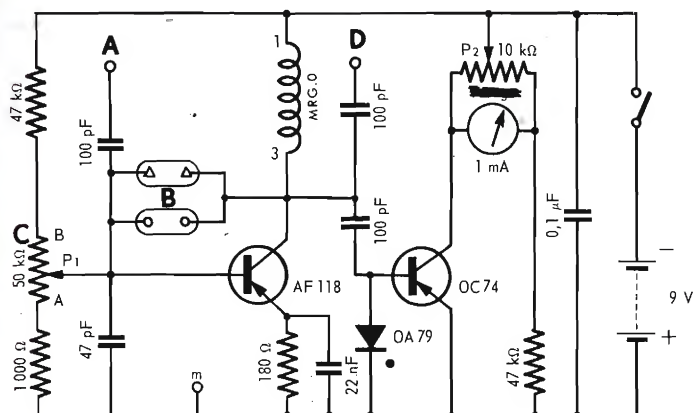 A
D
1
MRG.0
3
P2 10 kΩ
1 mA
47 kΩ
100 pF
100 pF
B
C
B
50 kΩ
P1
A
100 pF
0,1 μF
AF 118
OC 74
−
9 V
+
47 pF
1000 Ω
m
180 Ω
22 nF
OA 79
47 kΩ